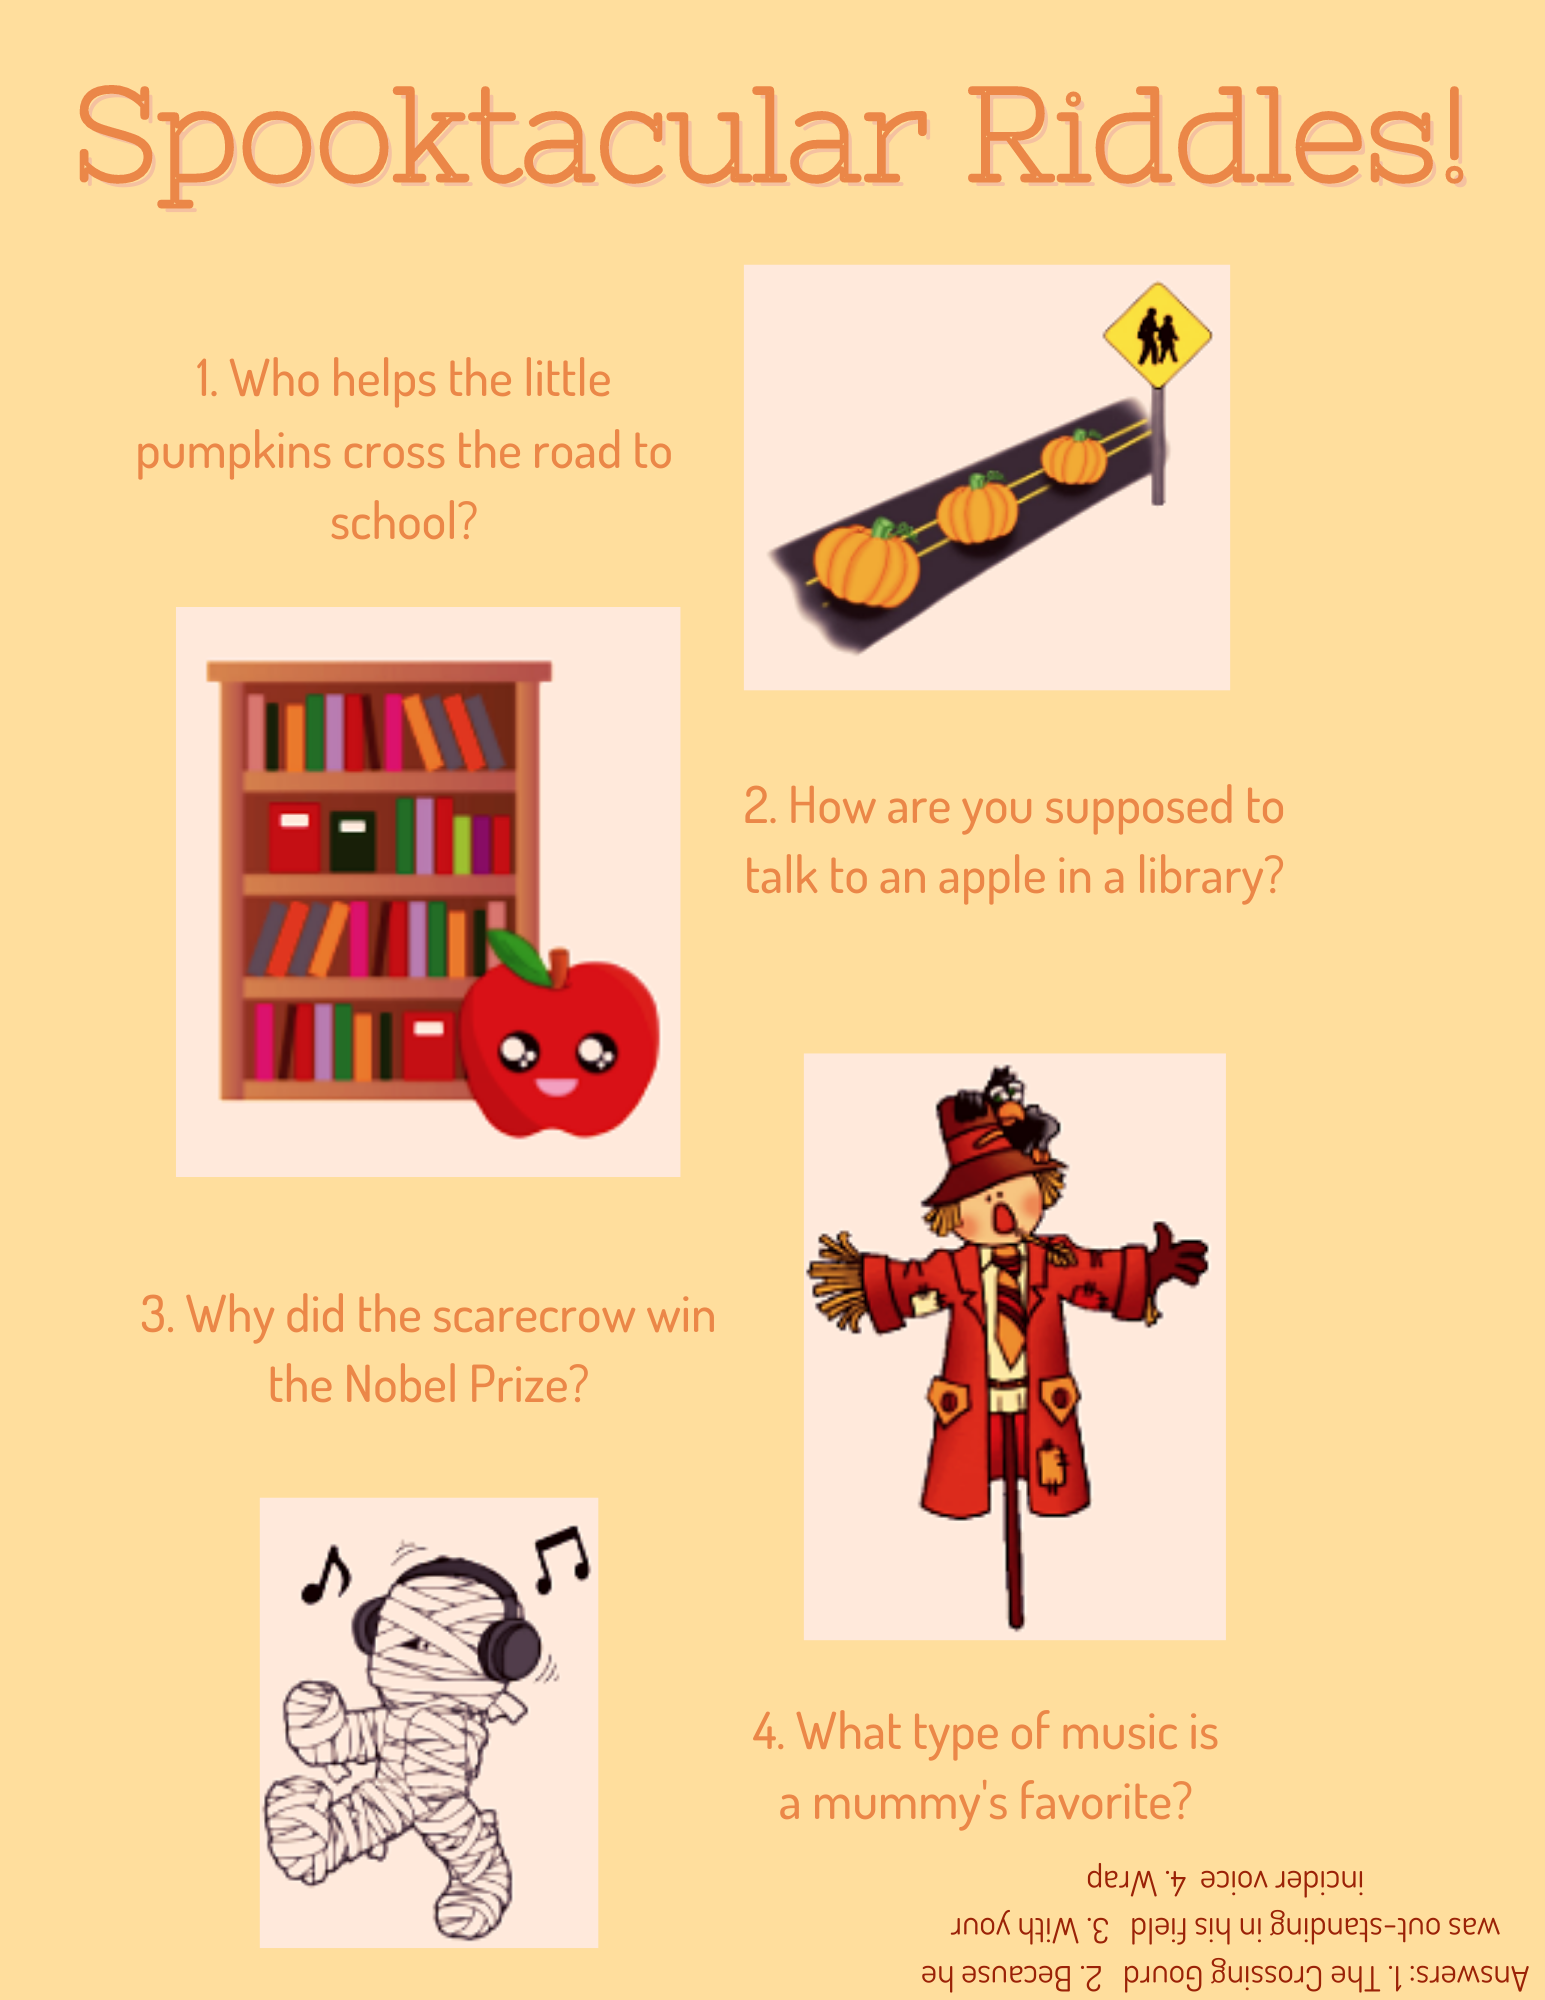 Spooktacular Riddles!
1. Who helps the little
pumpkins cross the road to
school?
2. How are you supposed to
talk to an apple in a library?
3. Why did the scarecrow win
the Nobel Prize?
4. What type of music is
a mummy's favorite?
Answers: 1. The Crossing Gourd 2. Because he
was out-standing in his field 3. With your
incider voice 4. Wrap